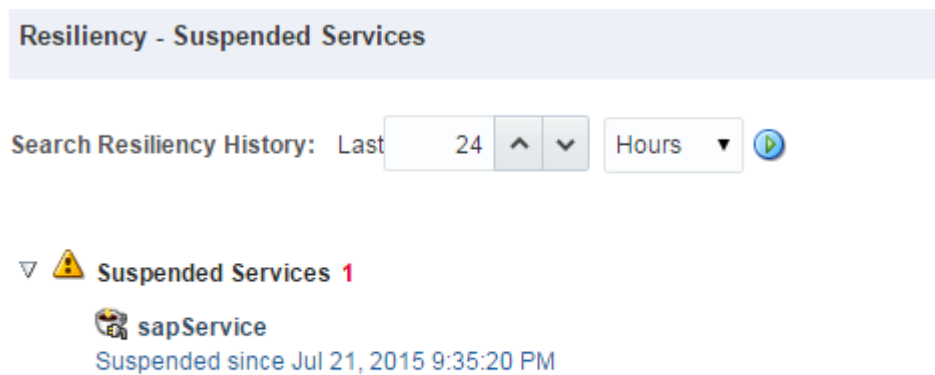 Resiliency - Suspended Services
Search Resiliency History: Last 24 Hours
Suspended Services 1
sapService
Suspended since Jul 21, 2015 9:35:20 PM